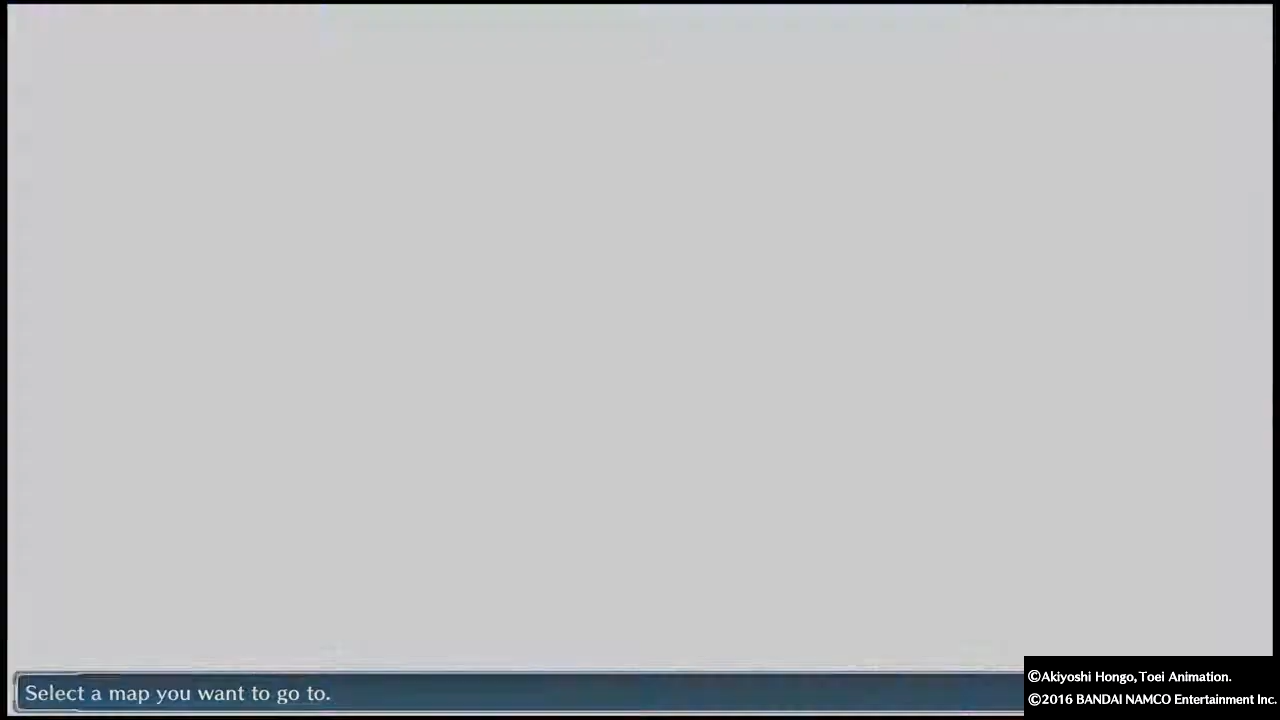 Select a map you want to go to.
©Akiyoshi Hongo, Toei Animation.
©2016 BANDAI NAMCO Entertainment Inc.